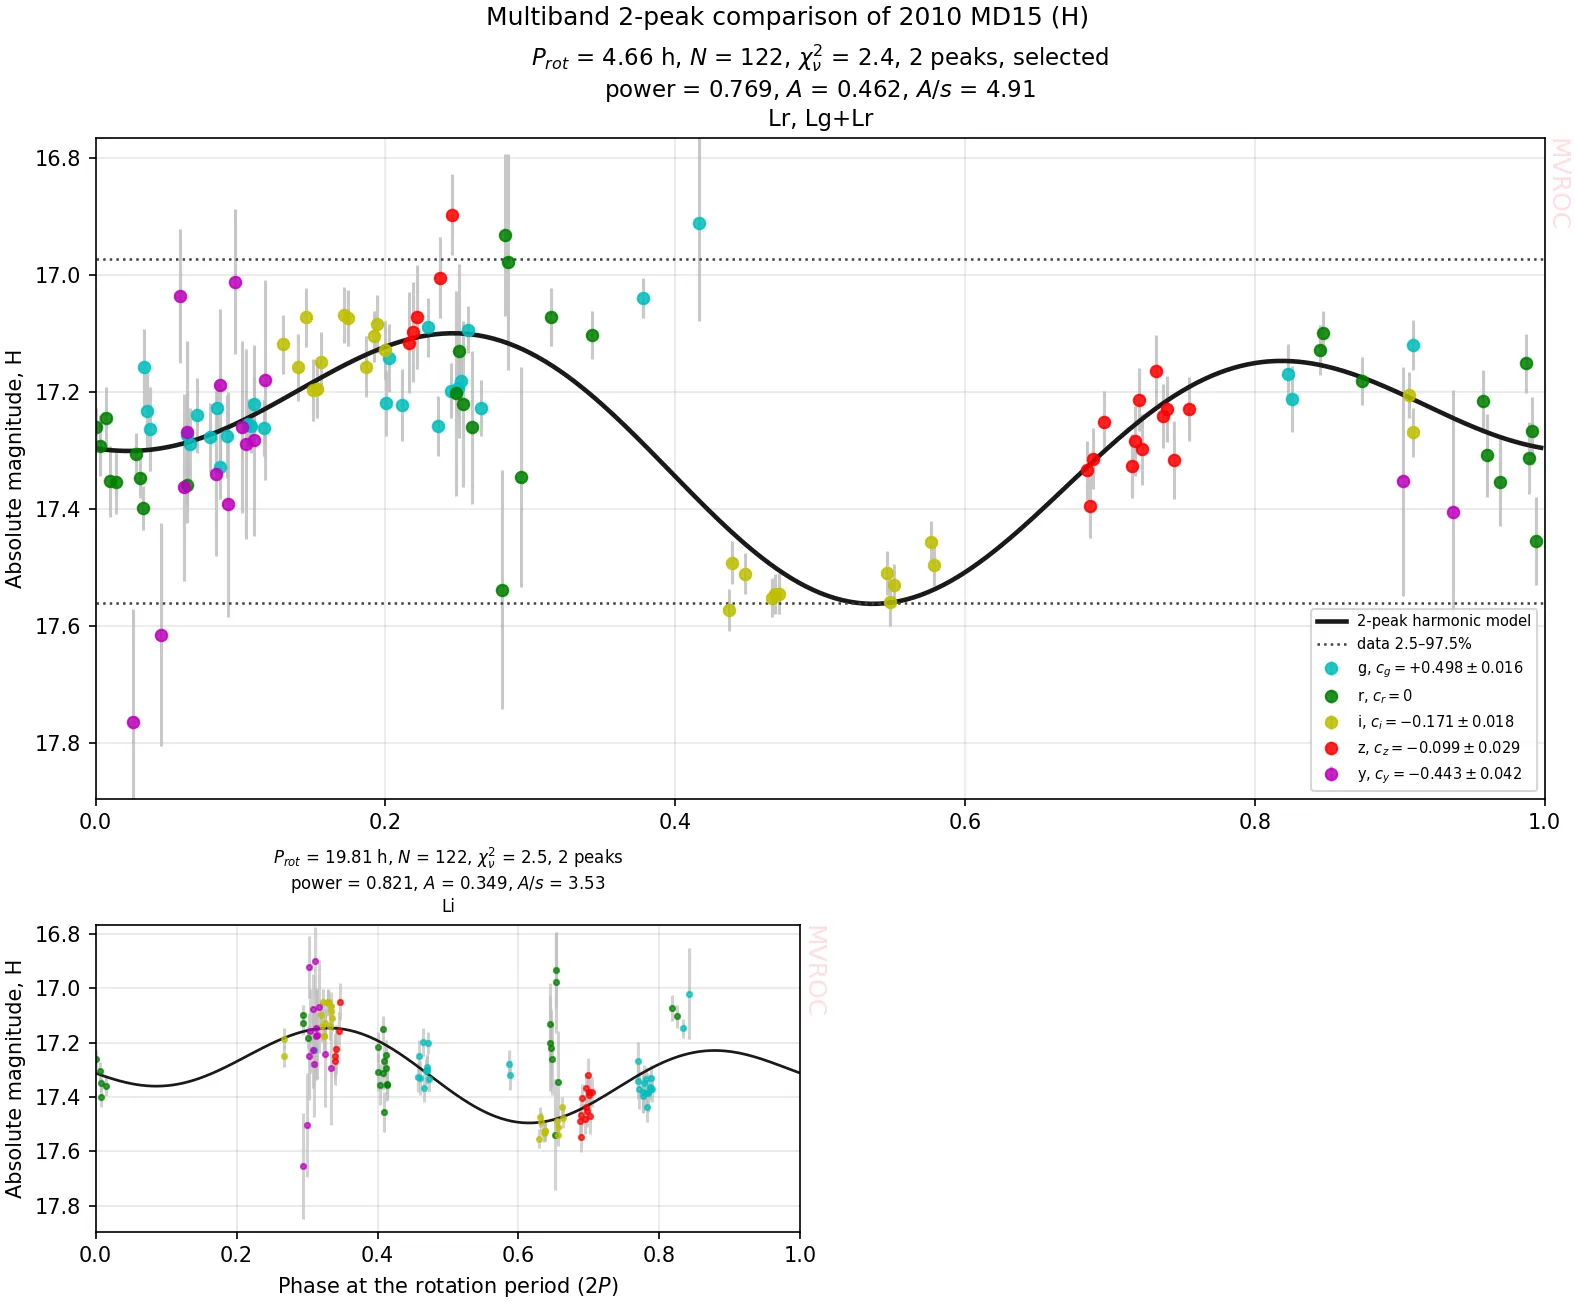 Multiband 2-peak comparison of 2010 MD15 (H)
P_rot = 4.66 h, N = 122, χ²_ν = 2.4, 2 peaks, selected
power = 0.769, A = 0.462, A/s = 4.91
Lr, Lg+Lr
MVROC
Absolute magnitude, H
16.8
17.0
17.2
17.4
17.6
17.8
2-peak harmonic model
data 2.5–97.5%
g, c_g = +0.498 ± 0.016
r, c_r = 0
i, c_i = −0.171 ± 0.018
z, c_z = −0.099 ± 0.029
y, c_y = −0.443 ± 0.042
0.0 0.2 0.4 0.6 0.8 1.0
P_rot = 19.81 h, N = 122, χ²_ν = 2.5, 2 peaks
power = 0.821, A = 0.349, A/s = 3.53
Li
MVROC
Absolute magnitude, H
16.8
17.0
17.2
17.4
17.6
17.8
0.0 0.2 0.4 0.6 0.8 1.0
Phase at the rotation period (2P)